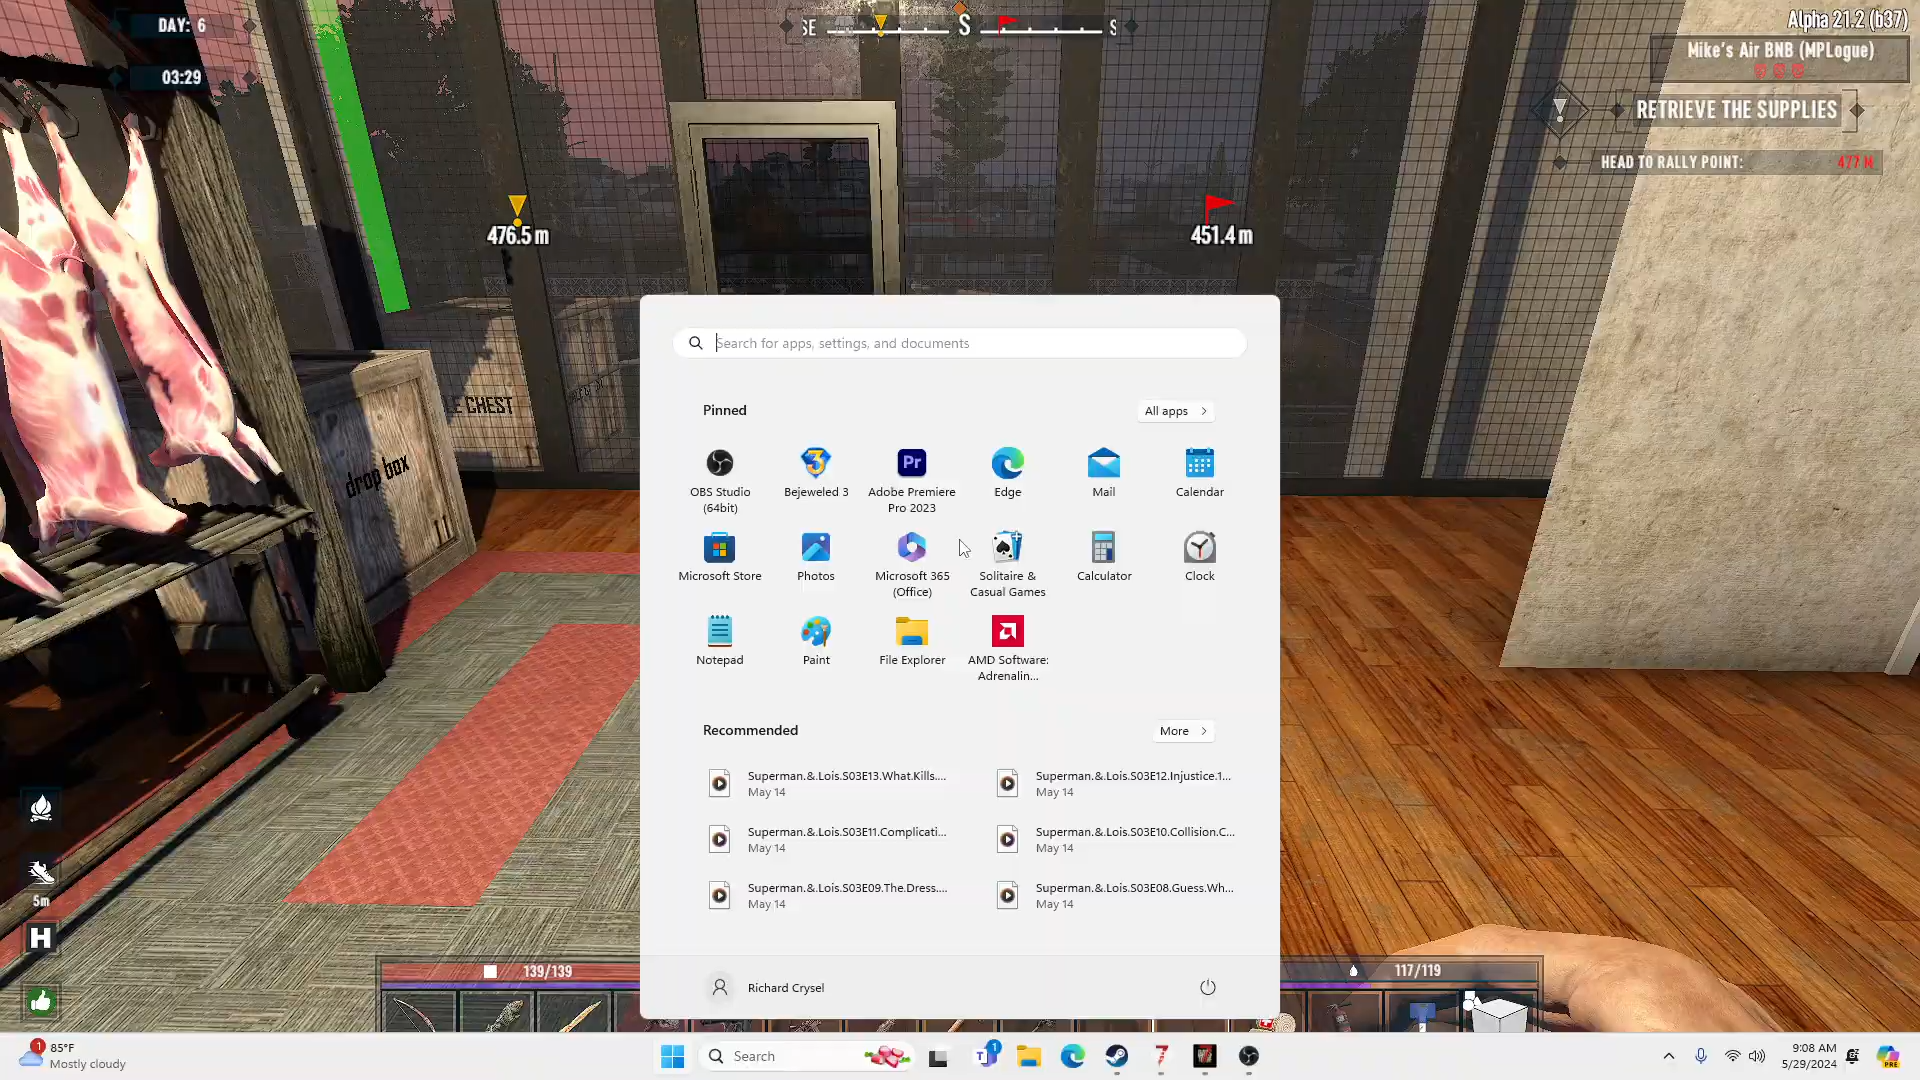 DAY: 6
03:29
SE
S
S
Alpha 21.2 (b37)
Mike's Air BNB (MPLogue)
RETRIEVE THE SUPPLIES
HEAD TO RALLY POINT: 477 M
476.5 m
451.4 m
LE CHEST
drop box
Search for apps, settings, and documents
Pinned
All apps
OBS Studio
(64bit)
Bejeweled 3
Adobe Premiere
Pro 2023
Edge
Mail
Calendar
Microsoft Store
Photos
Microsoft 365
(Office)
Solitaire &
Casual Games
Calculator
Clock
Notepad
Paint
File Explorer
AMD Software:
Adrenalin...
Recommended
More
Superman.&.Lois.S03E13.What.Kills....
May 14
Superman.&.Lois.S03E12.Injustice.1...
May 14
Superman.&.Lois.S03E11.Complicati...
May 14
Superman.&.Lois.S03E10.Collision.C...
May 14
Superman.&.Lois.S03E09.The.Dress....
May 14
Superman.&.Lois.S03E08.Guess.Wh...
May 14
Richard Crysel
5m
H
139/139
117/119
1
85°F
Mostly cloudy
Search
1
9:08 AM
5/29/2024
PRE